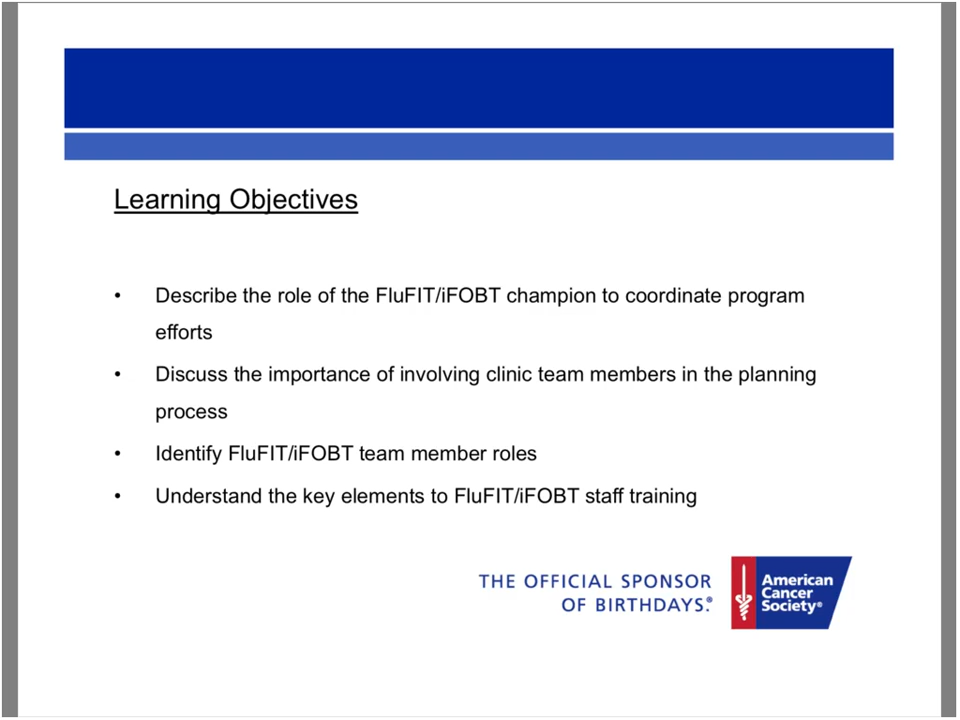 Learning Objectives
• Describe the role of the FluFIT/iFOBT champion to coordinate program
efforts
• Discuss the importance of involving clinic team members in the planning
process
• Identify FluFIT/iFOBT team member roles
• Understand the key elements to FluFIT/iFOBT staff training
THE OFFICIAL SPONSOR
OF BIRTHDAYS.®
American
Cancer
Society®